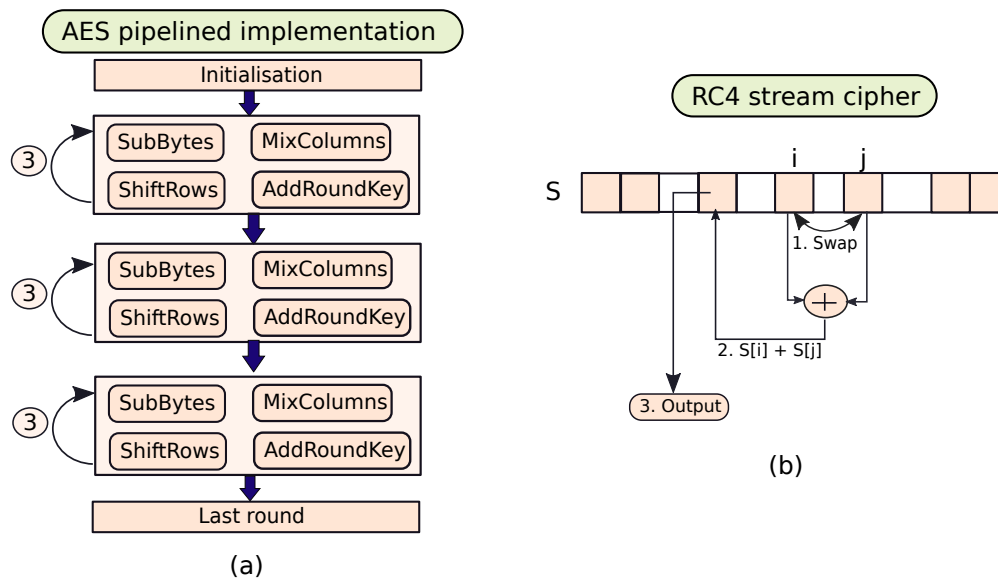 AES pipelined implementation
Initialisation
SubBytes MixColumns
3
ShiftRows AddRoundKey
SubBytes MixColumns
3
ShiftRows AddRoundKey
SubBytes MixColumns
3
ShiftRows AddRoundKey
Last round
(a)
RC4 stream cipher
i j
S
1. Swap
+
2. S[i] + S[j]
3. Output
(b)